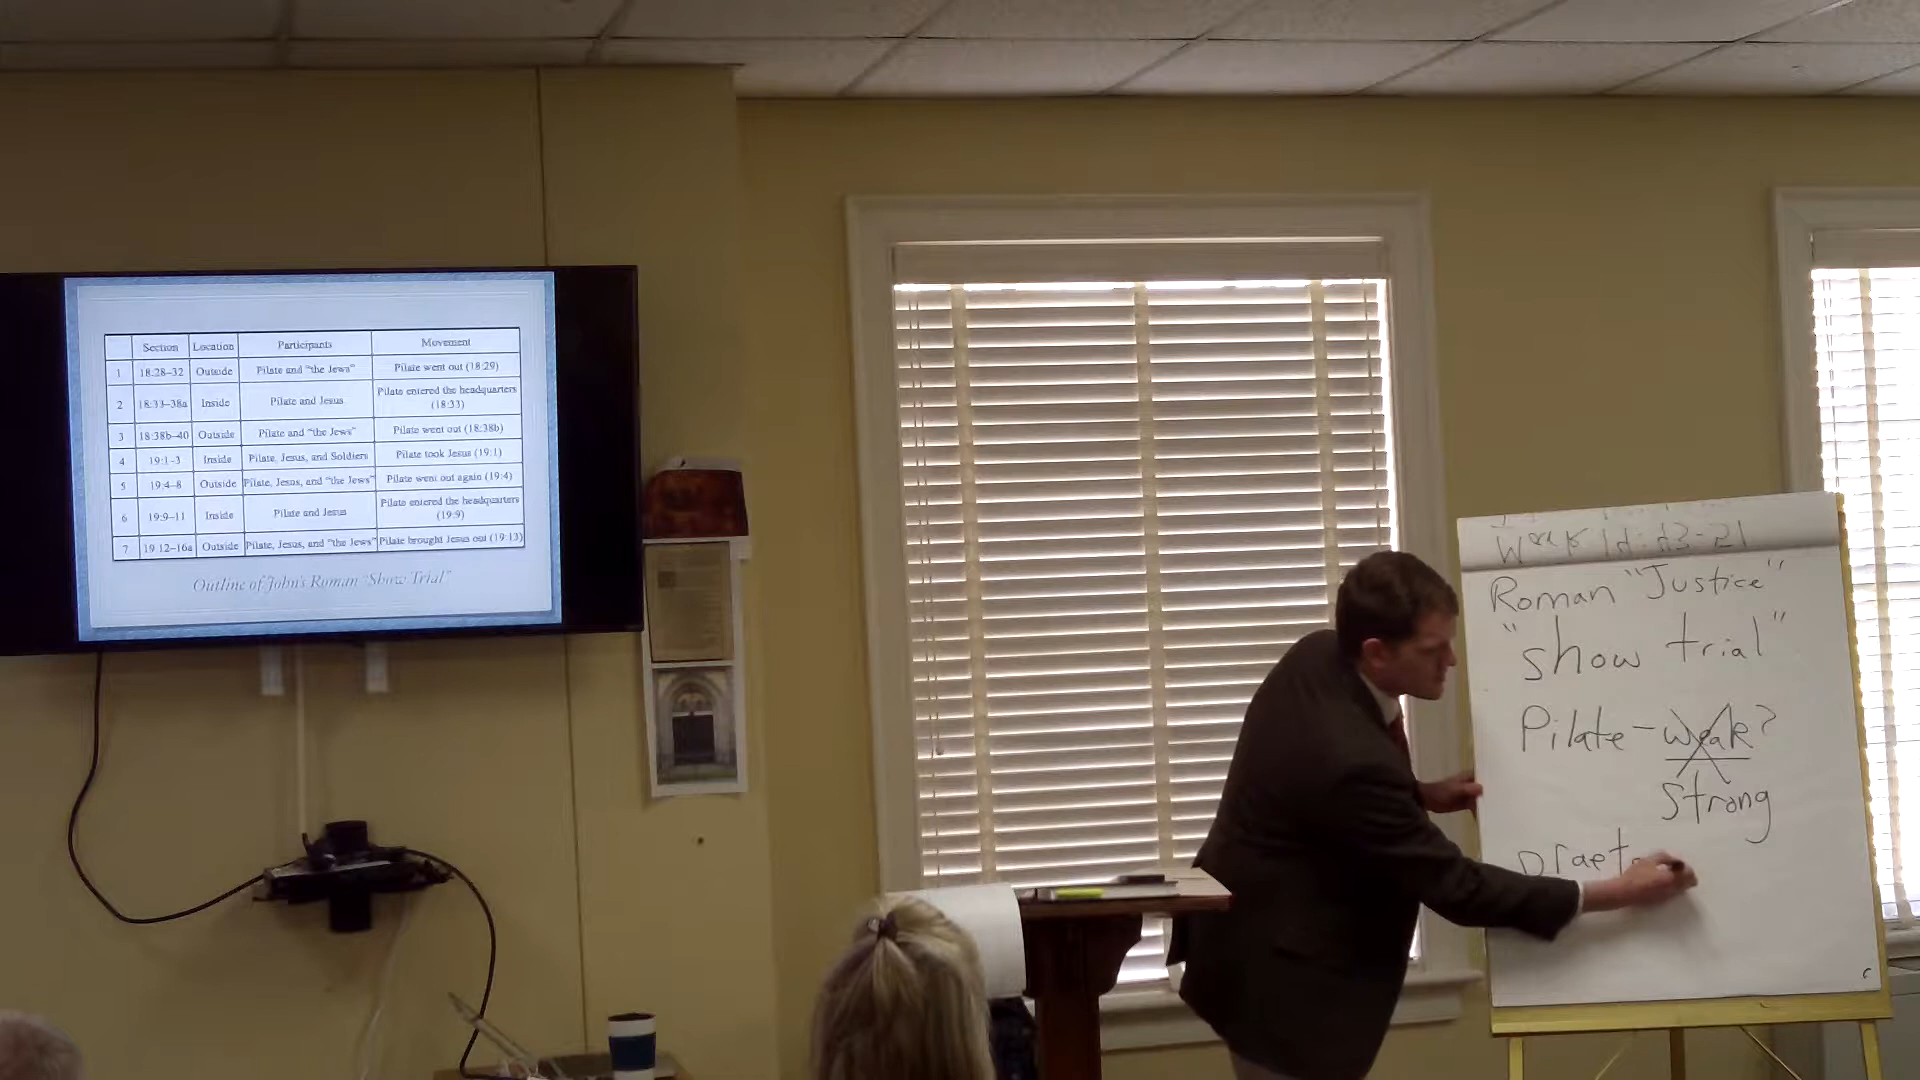 Section Location Participants Movement
1 18:28–32 Outside Pilate and "the Jews" Pilate went out (18:29)
2 18:33–38a Inside Pilate and Jesus Pilate entered the headquarters
(18:33)
3 18:38b–40 Outside Pilate and "the Jews" Pilate went out (18:38b)
4 19:1-3 Inside Pilate, Jesus, and Soldiers Pilate took Jesus (19:1)
5 19:4–8 Outside Pilate, Jesus, and "the Jews" Pilate went out again (19:4)
6 19:9–11 Inside Pilate and Jesus Pilate entered the headquarters
(19:9)
7 19:12–16a Outside Pilate, Jesus, and "the Jews" Pilate brought Jesus out (19:13)
Outline of John's Roman "Show Trial"
Week
Roman "Justice"
"show trial"
Pilate - weak?
Strong
praet